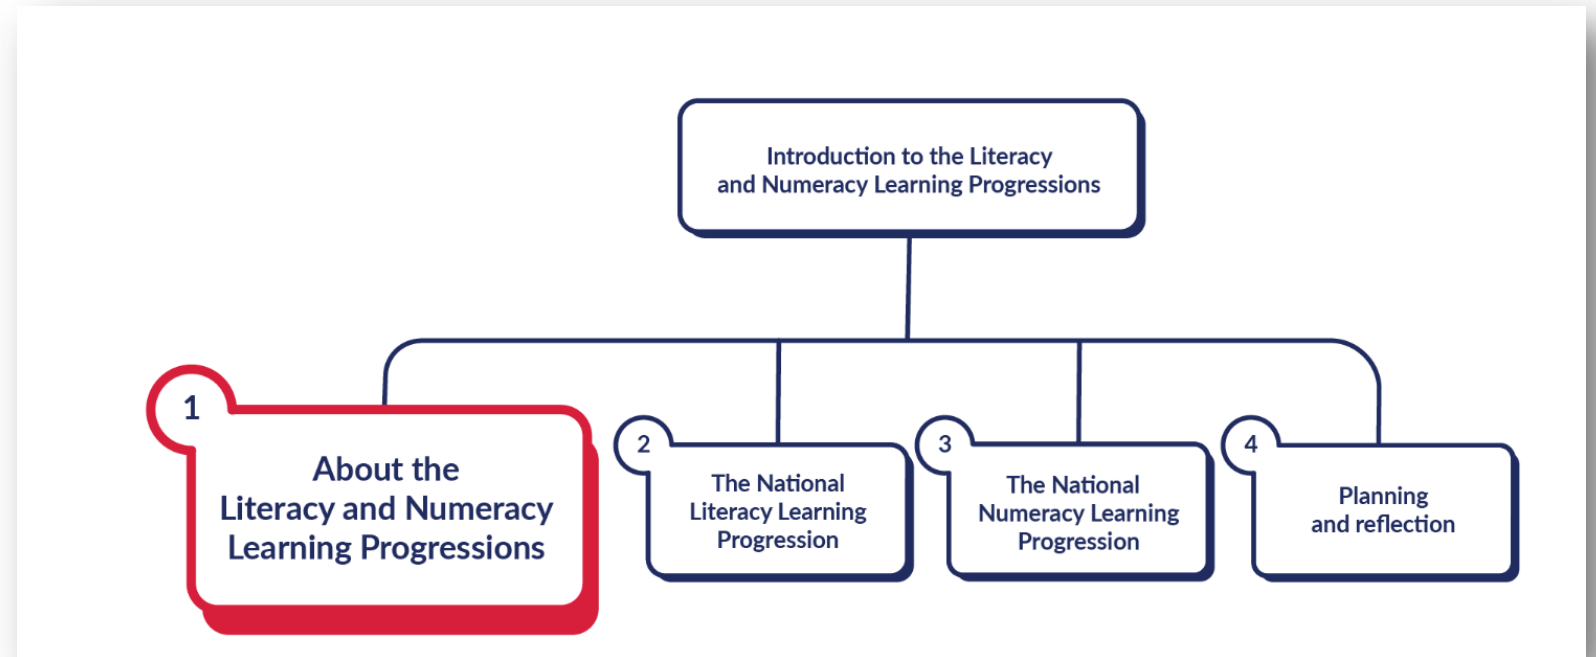 Introduction to the Literacy
and Numeracy Learning Progressions
1
About the
Literacy and Numeracy
Learning Progressions
2
The National
Literacy Learning
Progression
3
The National
Numeracy Learning
Progression
4
Planning
and reflection